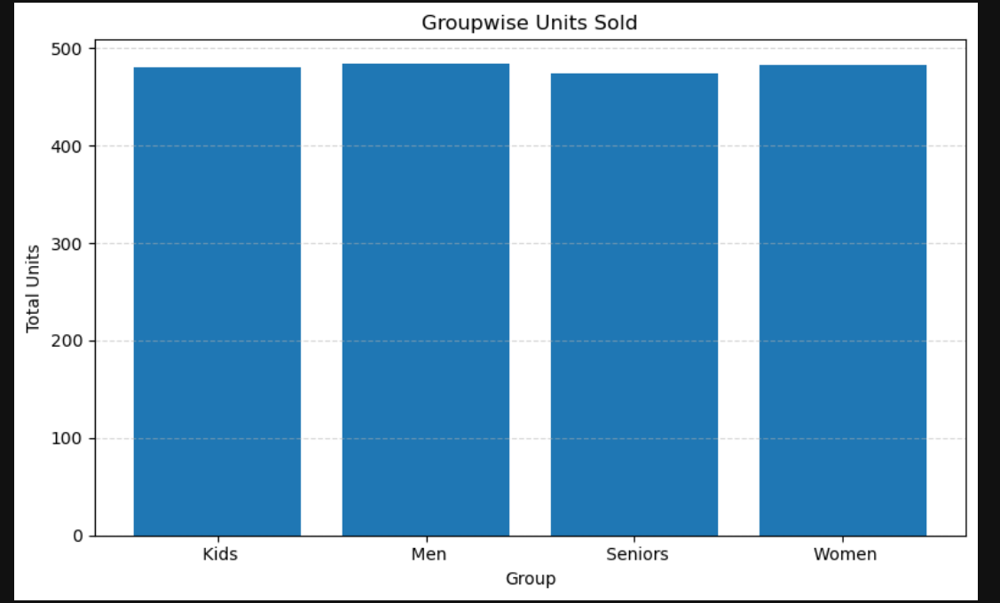 Groupwise Units Sold
500
400
300
200
100
0
Total Units
Kids
Men
Seniors
Women
Group